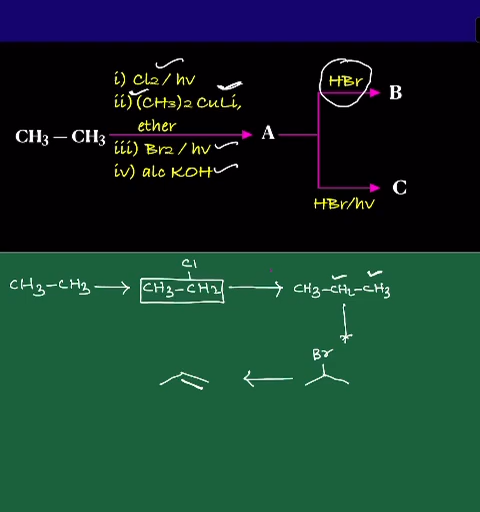 i) Cl2 / hv
ii) (CH3)2 CuLi,
ether
iii) Br2 / hv
iv) alc KOH
CH3 — CH3
A
HBr
B
HBr/hv
C
CH3-CH3
Cl
CH3-CH2
CH3-CH2-CH3
Br